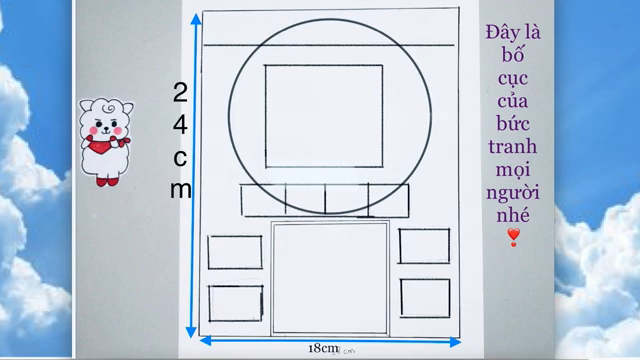 2
4
c
m
Đây là
bố
cục
của
bức
tranh
mọi
người
nhé
18cm